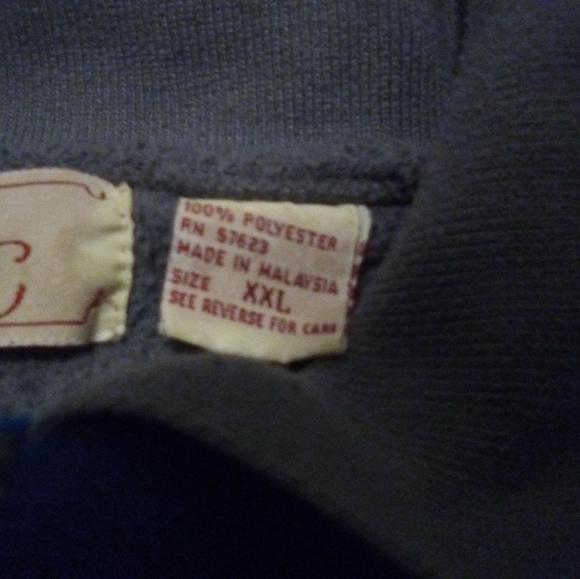 100% POLYESTER
RN 57623
MADE IN MALAYSIA
SIZE XXL
SEE REVERSE FOR CARE